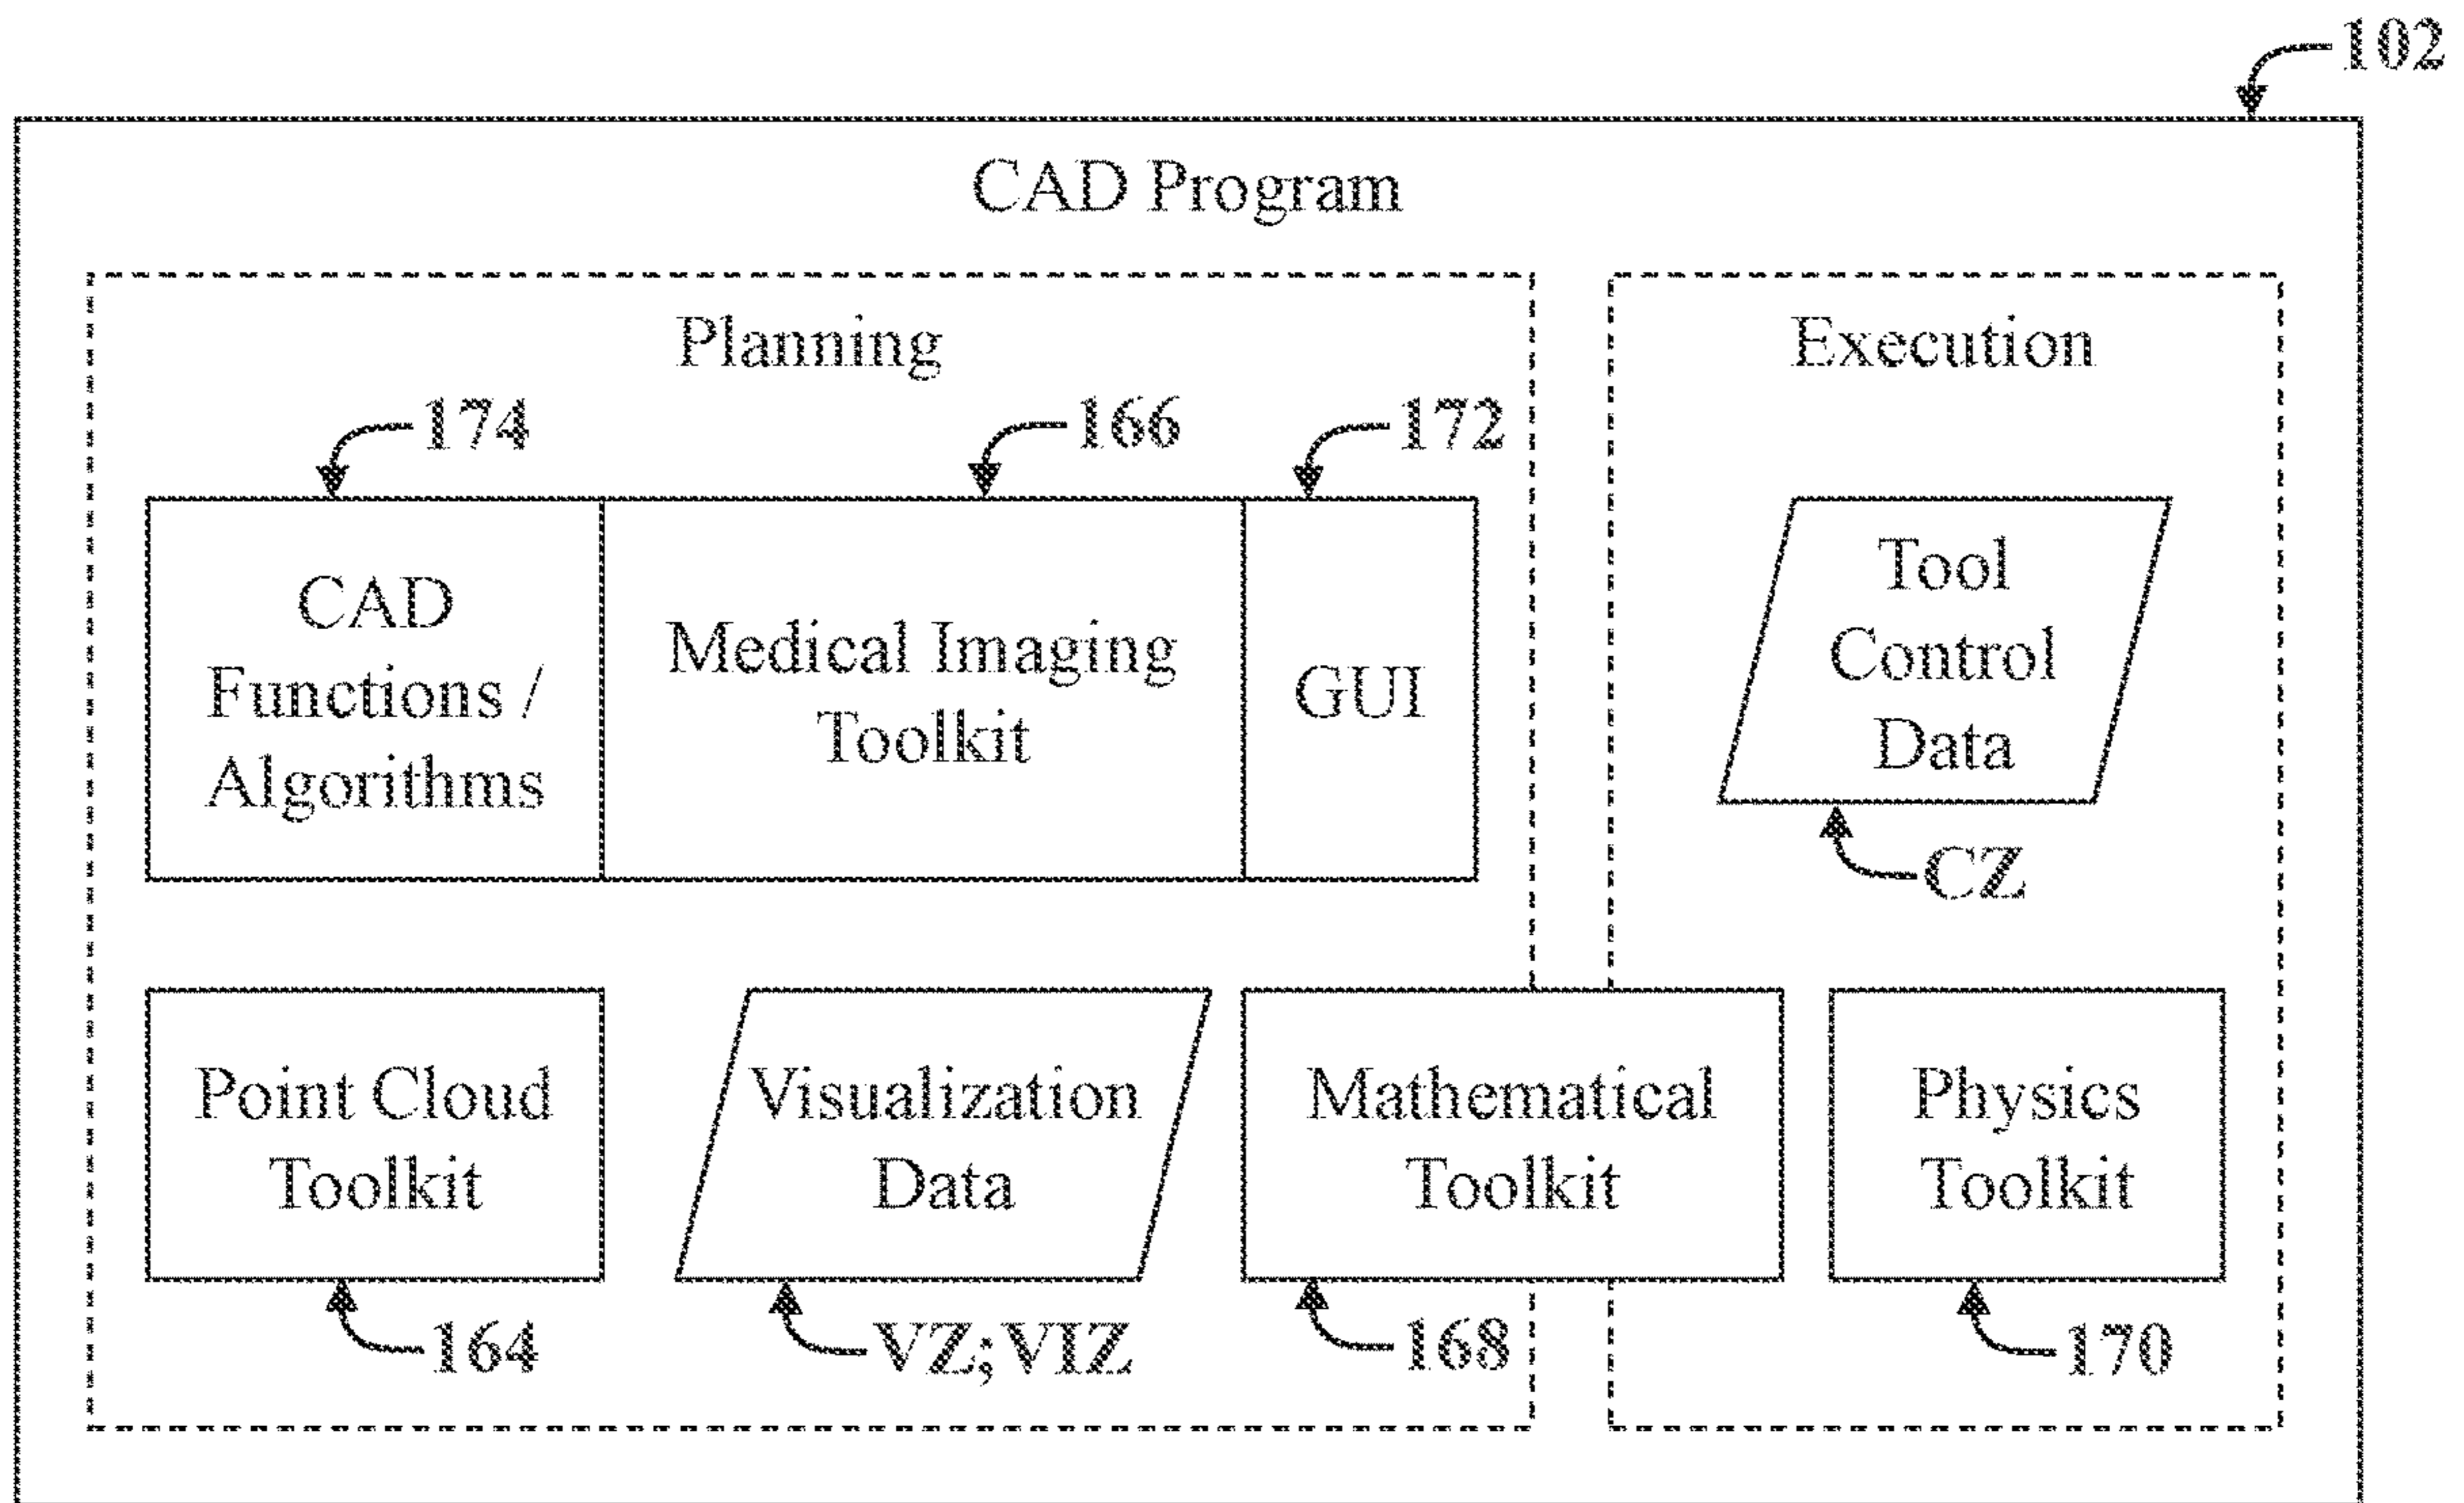 102
CAD Program
Planning
Execution
174
166
172
CAD
Functions /
Algorithms
Medical Imaging
Toolkit
GUI
Tool
Control
Data
CZ
Point Cloud
Toolkit
Visualization
Data
Mathematical
Toolkit
Physics
Toolkit
164
VZ;VIZ
168
170